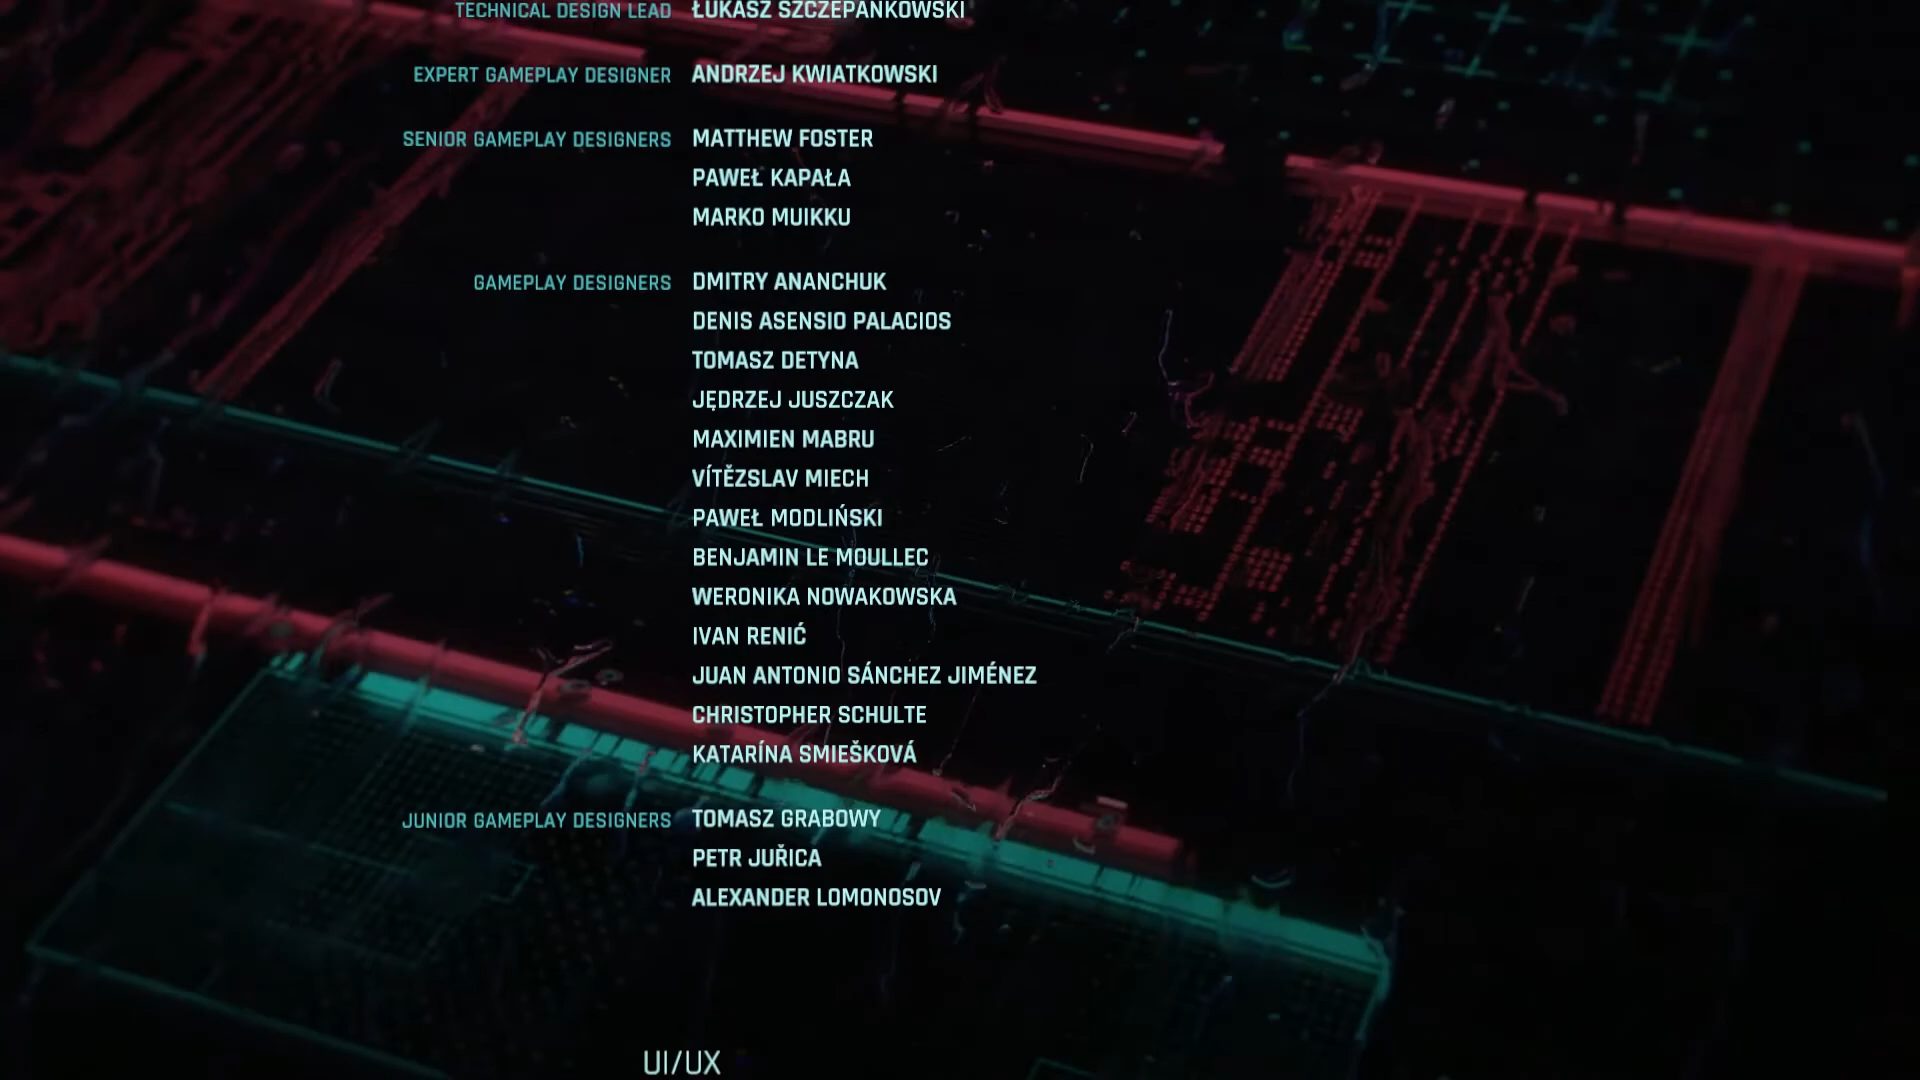 TECHNICAL DESIGN LEAD ŁUKASZ SZCZEPANKOWSKI
EXPERT GAMEPLAY DESIGNER ANDRZEJ KWIATKOWSKI
SENIOR GAMEPLAY DESIGNERS MATTHEW FOSTER
PAWEŁ KAPAŁA
MARKO MUIKKU
GAMEPLAY DESIGNERS DMITRY ANANCHUK
DENIS ASENSIO PALACIOS
TOMASZ DETYNA
JĘDRZEJ JUSZCZAK
MAXIMIEN MABRU
VÍTĚZSLAV MIECH
PAWEŁ MODLIŃSKI
BENJAMIN LE MOULLEC
WERONIKA NOWAKOWSKA
IVAN RENIĆ
JUAN ANTONIO SÁNCHEZ JIMÉNEZ
CHRISTOPHER SCHULTE
KATARÍNA SMIEŠKOVÁ
JUNIOR GAMEPLAY DESIGNERS TOMASZ GRABOWY
PETR JUŘICA
ALEXANDER LOMONOSOV
UI/UX